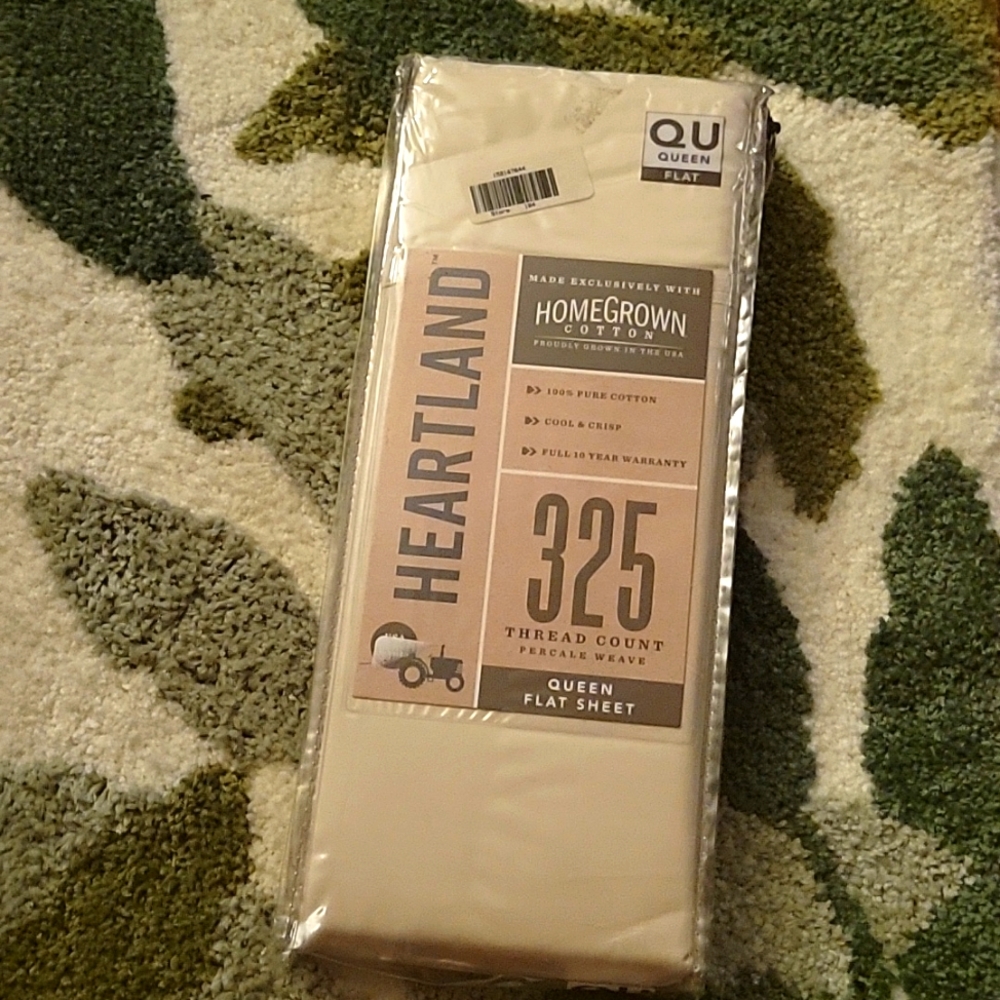 QU
QUEEN
FLAT
HEARTLAND™
MADE EXCLUSIVELY WITH
HOMEGROWN
COTTON
PROUDLY GROWN IN THE USA
100% PURE COTTON
COOL & CRISP
FULL 10 YEAR WARRANTY
325
THREAD COUNT
PERCALE WEAVE
QUEEN
FLAT SHEET